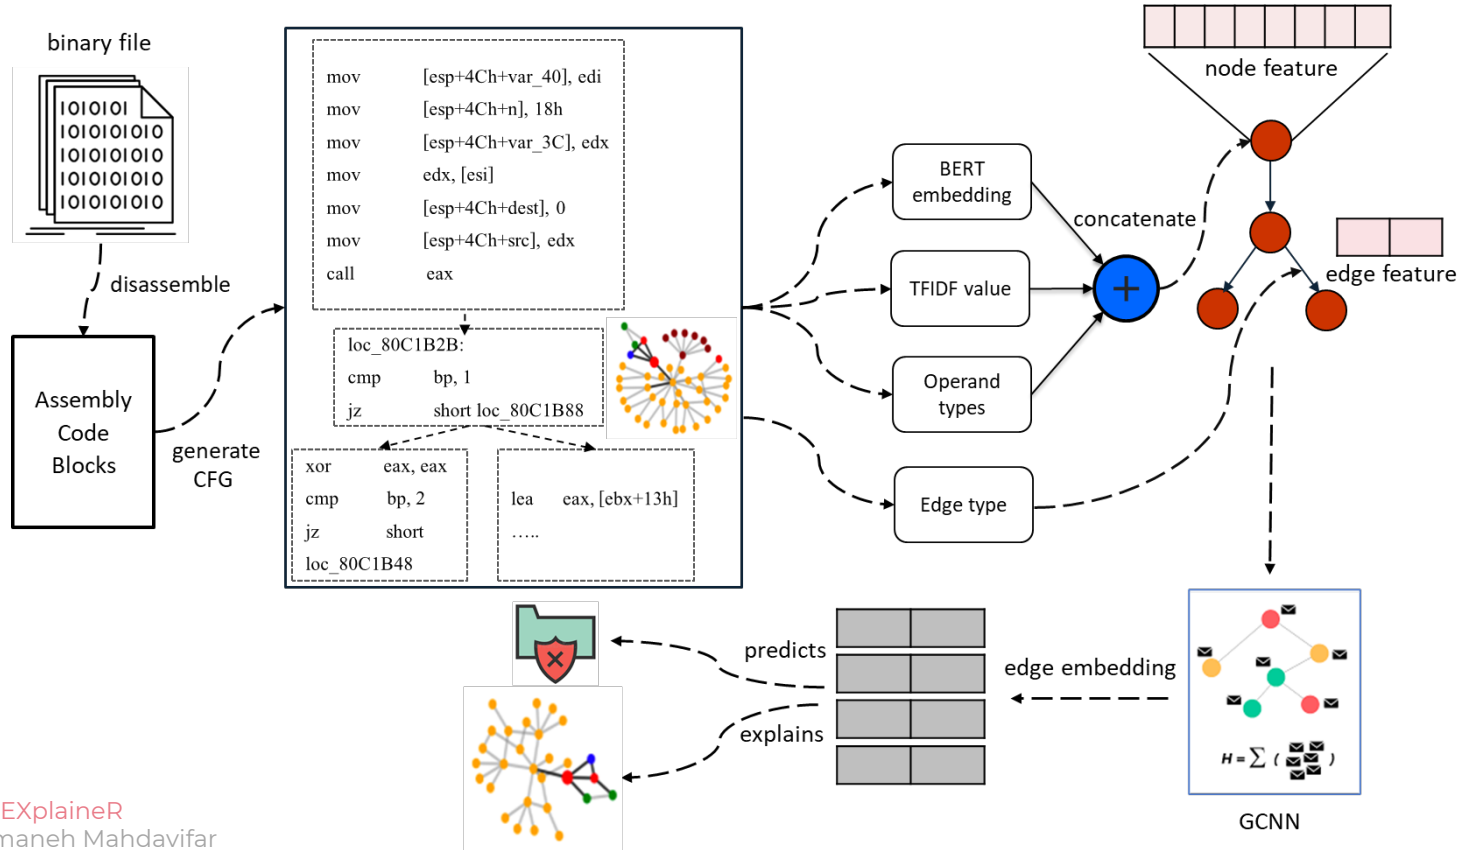 binary file
1010101
101010010
10101010
10101010
10101010
disassemble
Assembly
Code
Blocks
generate
CFG
mov [esp+4Ch+var_40], edi
mov [esp+4Ch+n], 18h
mov [esp+4Ch+var_3C], edx
mov edx, [esi]
mov [esp+4Ch+dest], 0
mov [esp+4Ch+src], edx
call eax
loc_80C1B2B:
cmp bp, 1
jz short loc_80C1B88
xor eax, eax
cmp bp, 2
jz short
loc_80C1B48
lea eax, [ebx+13h]
…..
BERT
embedding
TFIDF value
Operand
types
Edge type
concatenate
+
node feature
edge feature
H = ∑ ( )
GCNN
edge embedding
predicts
explains
EXplaineR
maneh Mahdavifar